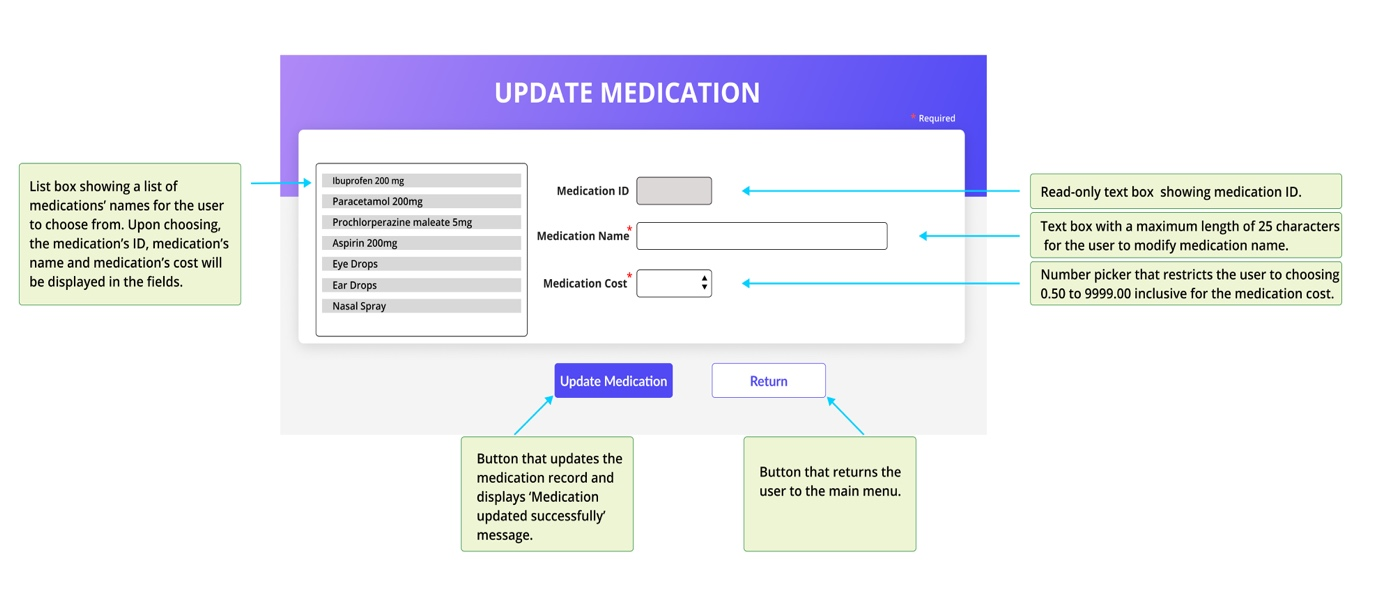 UPDATE MEDICATION
* Required
List box showing a list of
medications’ names for the user
to choose from. Upon choosing,
the medication’s ID, medication’s
name and medication’s cost will
be displayed in the fields.
Ibuprofen 200 mg
Paracetamol 200mg
Prochlorperazine maleate 5mg
Aspirin 200mg
Eye Drops
Ear Drops
Nasal Spray
Medication ID
Medication Name*
Medication Cost*
Read-only text box showing medication ID.
Text box with a maximum length of 25 characters
for the user to modify medication name.
Number picker that restricts the user to choosing
0.50 to 9999.00 inclusive for the medication cost.
Update Medication
Return
Button that updates the
medication record and
displays ‘Medication
updated successfully’
message.
Button that returns the
user to the main menu.